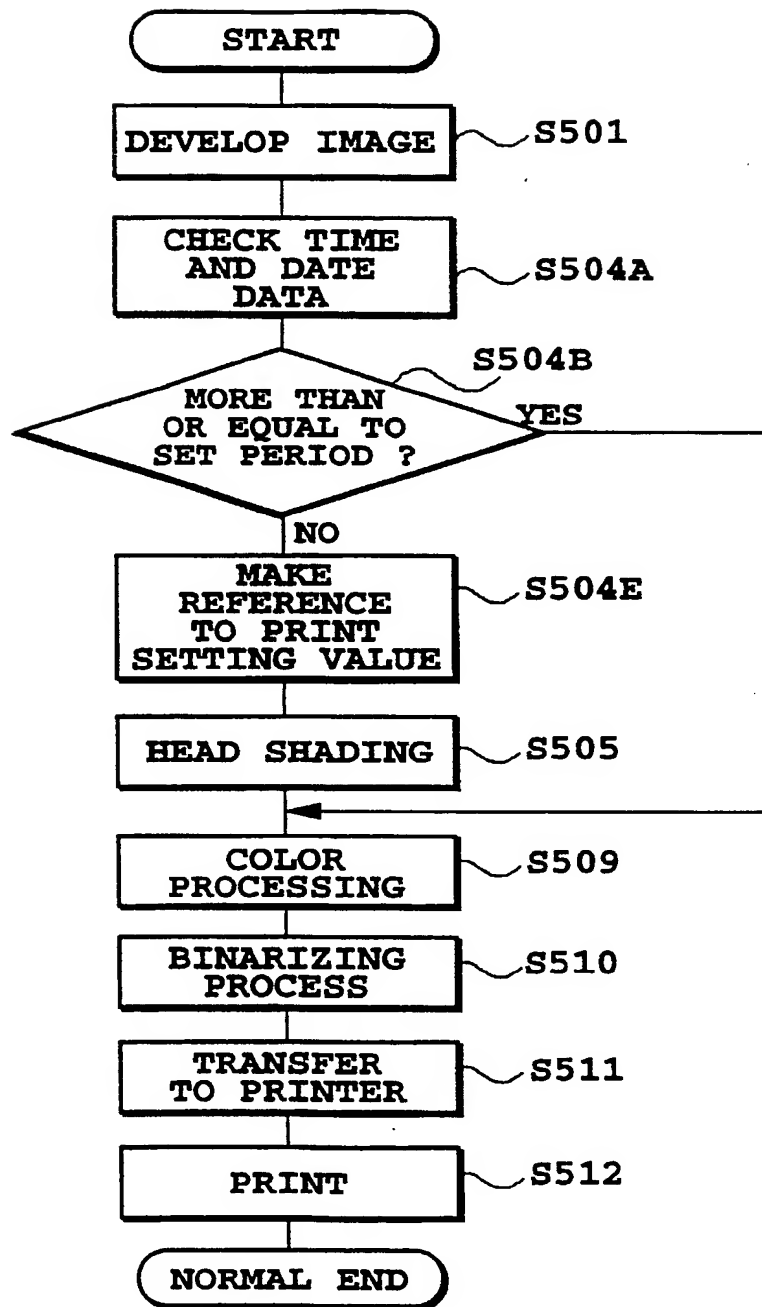 START
DEVELOP IMAGE
S501
CHECK TIME
AND DATE
DATA
S504A
S504B
MORE THAN
OR EQUAL TO
SET PERIOD ?
YES
NO
MAKE
REFERENCE
TO PRINT
SETTING VALUE
S504E
HEAD SHADING
S505
COLOR
PROCESSING
S509
BINARIZING
PROCESS
S510
TRANSFER
TO PRINTER
S511
PRINT
S512
NORMAL END